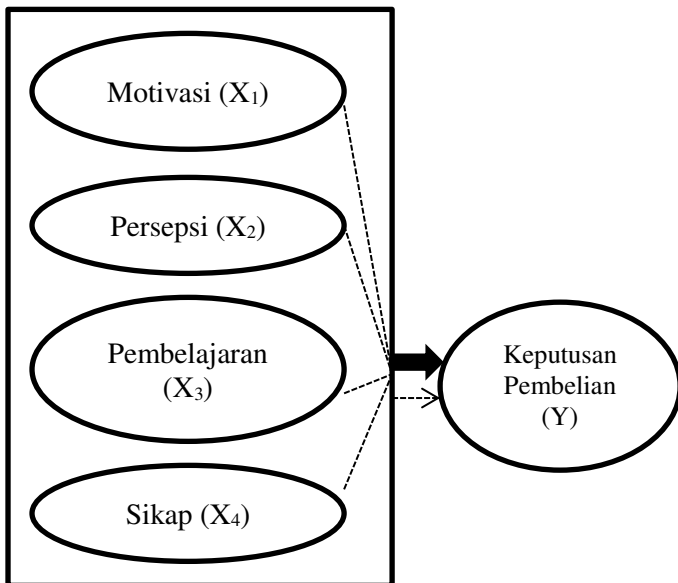 Motivasi (X₁)
Persepsi (X₂)
Pembelajaran
(X₃)
Sikap (X₄)
Keputusan
Pembelian
(Y)